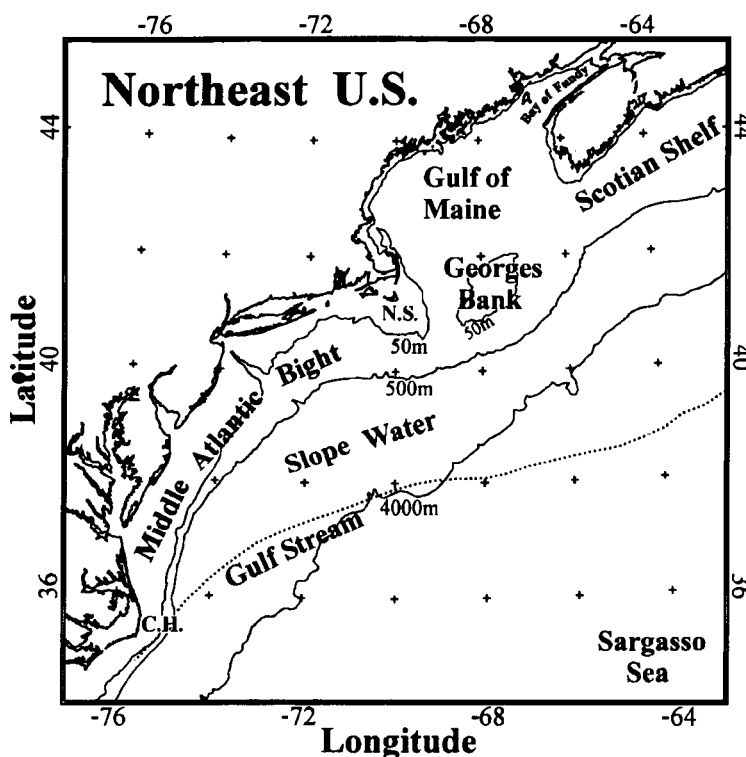 -76 -72 -68 -64
Northeast U.S.
Bay of Fundy
44 44
Gulf of
Maine
Scotian Shelf
Georges
Bank
N.S.
50m
50m
Latitude
40 40
Middle Atlantic Bight
500m
Slope Water
4000m
Gulf Stream
36 36
C.H.
Sargasso
Sea
-76 -72 -68 -64
Longitude